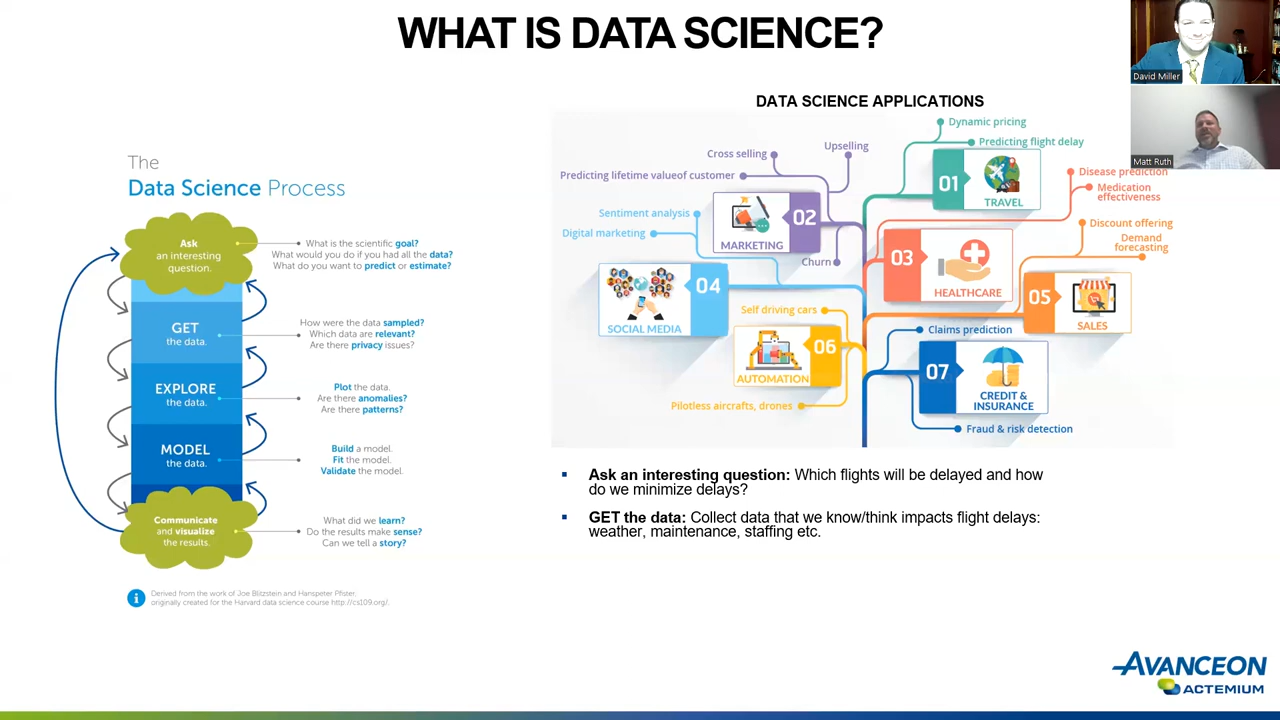 WHAT IS DATA SCIENCE?
David Miller
Matt Ruth
The
Data Science Process
Ask
an interesting
question.
What is the scientific goal?
What would you do if you had all the data?
What do you want to predict or estimate?
GET
the data.
How were the data sampled?
Which data are relevant?
Are there privacy issues?
EXPLORE
the data.
Plot the data.
Are there anomalies?
Are there patterns?
MODEL
the data.
Build a model.
Fit the model.
Validate the model.
Communicate
and visualize
the results.
What did we learn?
Do the results make sense?
Can we tell a story?
Derived from the work of Joe Blitzstein and Hanspeter Pfister,
originally created for the Harvard data science course http://cs109.org/.
DATA SCIENCE APPLICATIONS
Dynamic pricing
Predicting flight delay
01
TRAVEL
Cross selling
Upselling
Predicting lifetime valueof customer
02
MARKETING
Churn
Disease prediction
Medication
effectiveness
03
HEALTHCARE
Sentiment analysis
Digital marketing
04
SOCIAL MEDIA
Discount offering
Demand
forecasting
05
SALES
Self driving cars
06
AUTOMATION
Pilotless aircrafts, drones
Claims prediction
07
CREDIT &
INSURANCE
Fraud & risk detection
▪ Ask an interesting question: Which flights will be delayed and how
do we minimize delays?
▪ GET the data: Collect data that we know/think impacts flight delays:
weather, maintenance, staffing etc.
AVANCEON
ACTEMIUM